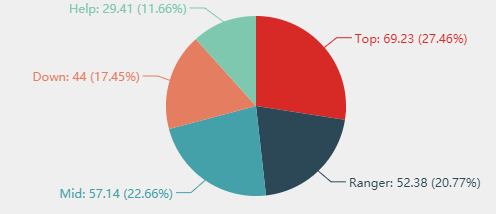 Help: 29.41 (11.66%)
Top: 69.23 (27.46%)
Down: 44 (17.45%)
Ranger: 52.38 (20.77%)
Mid: 57.14 (22.66%)